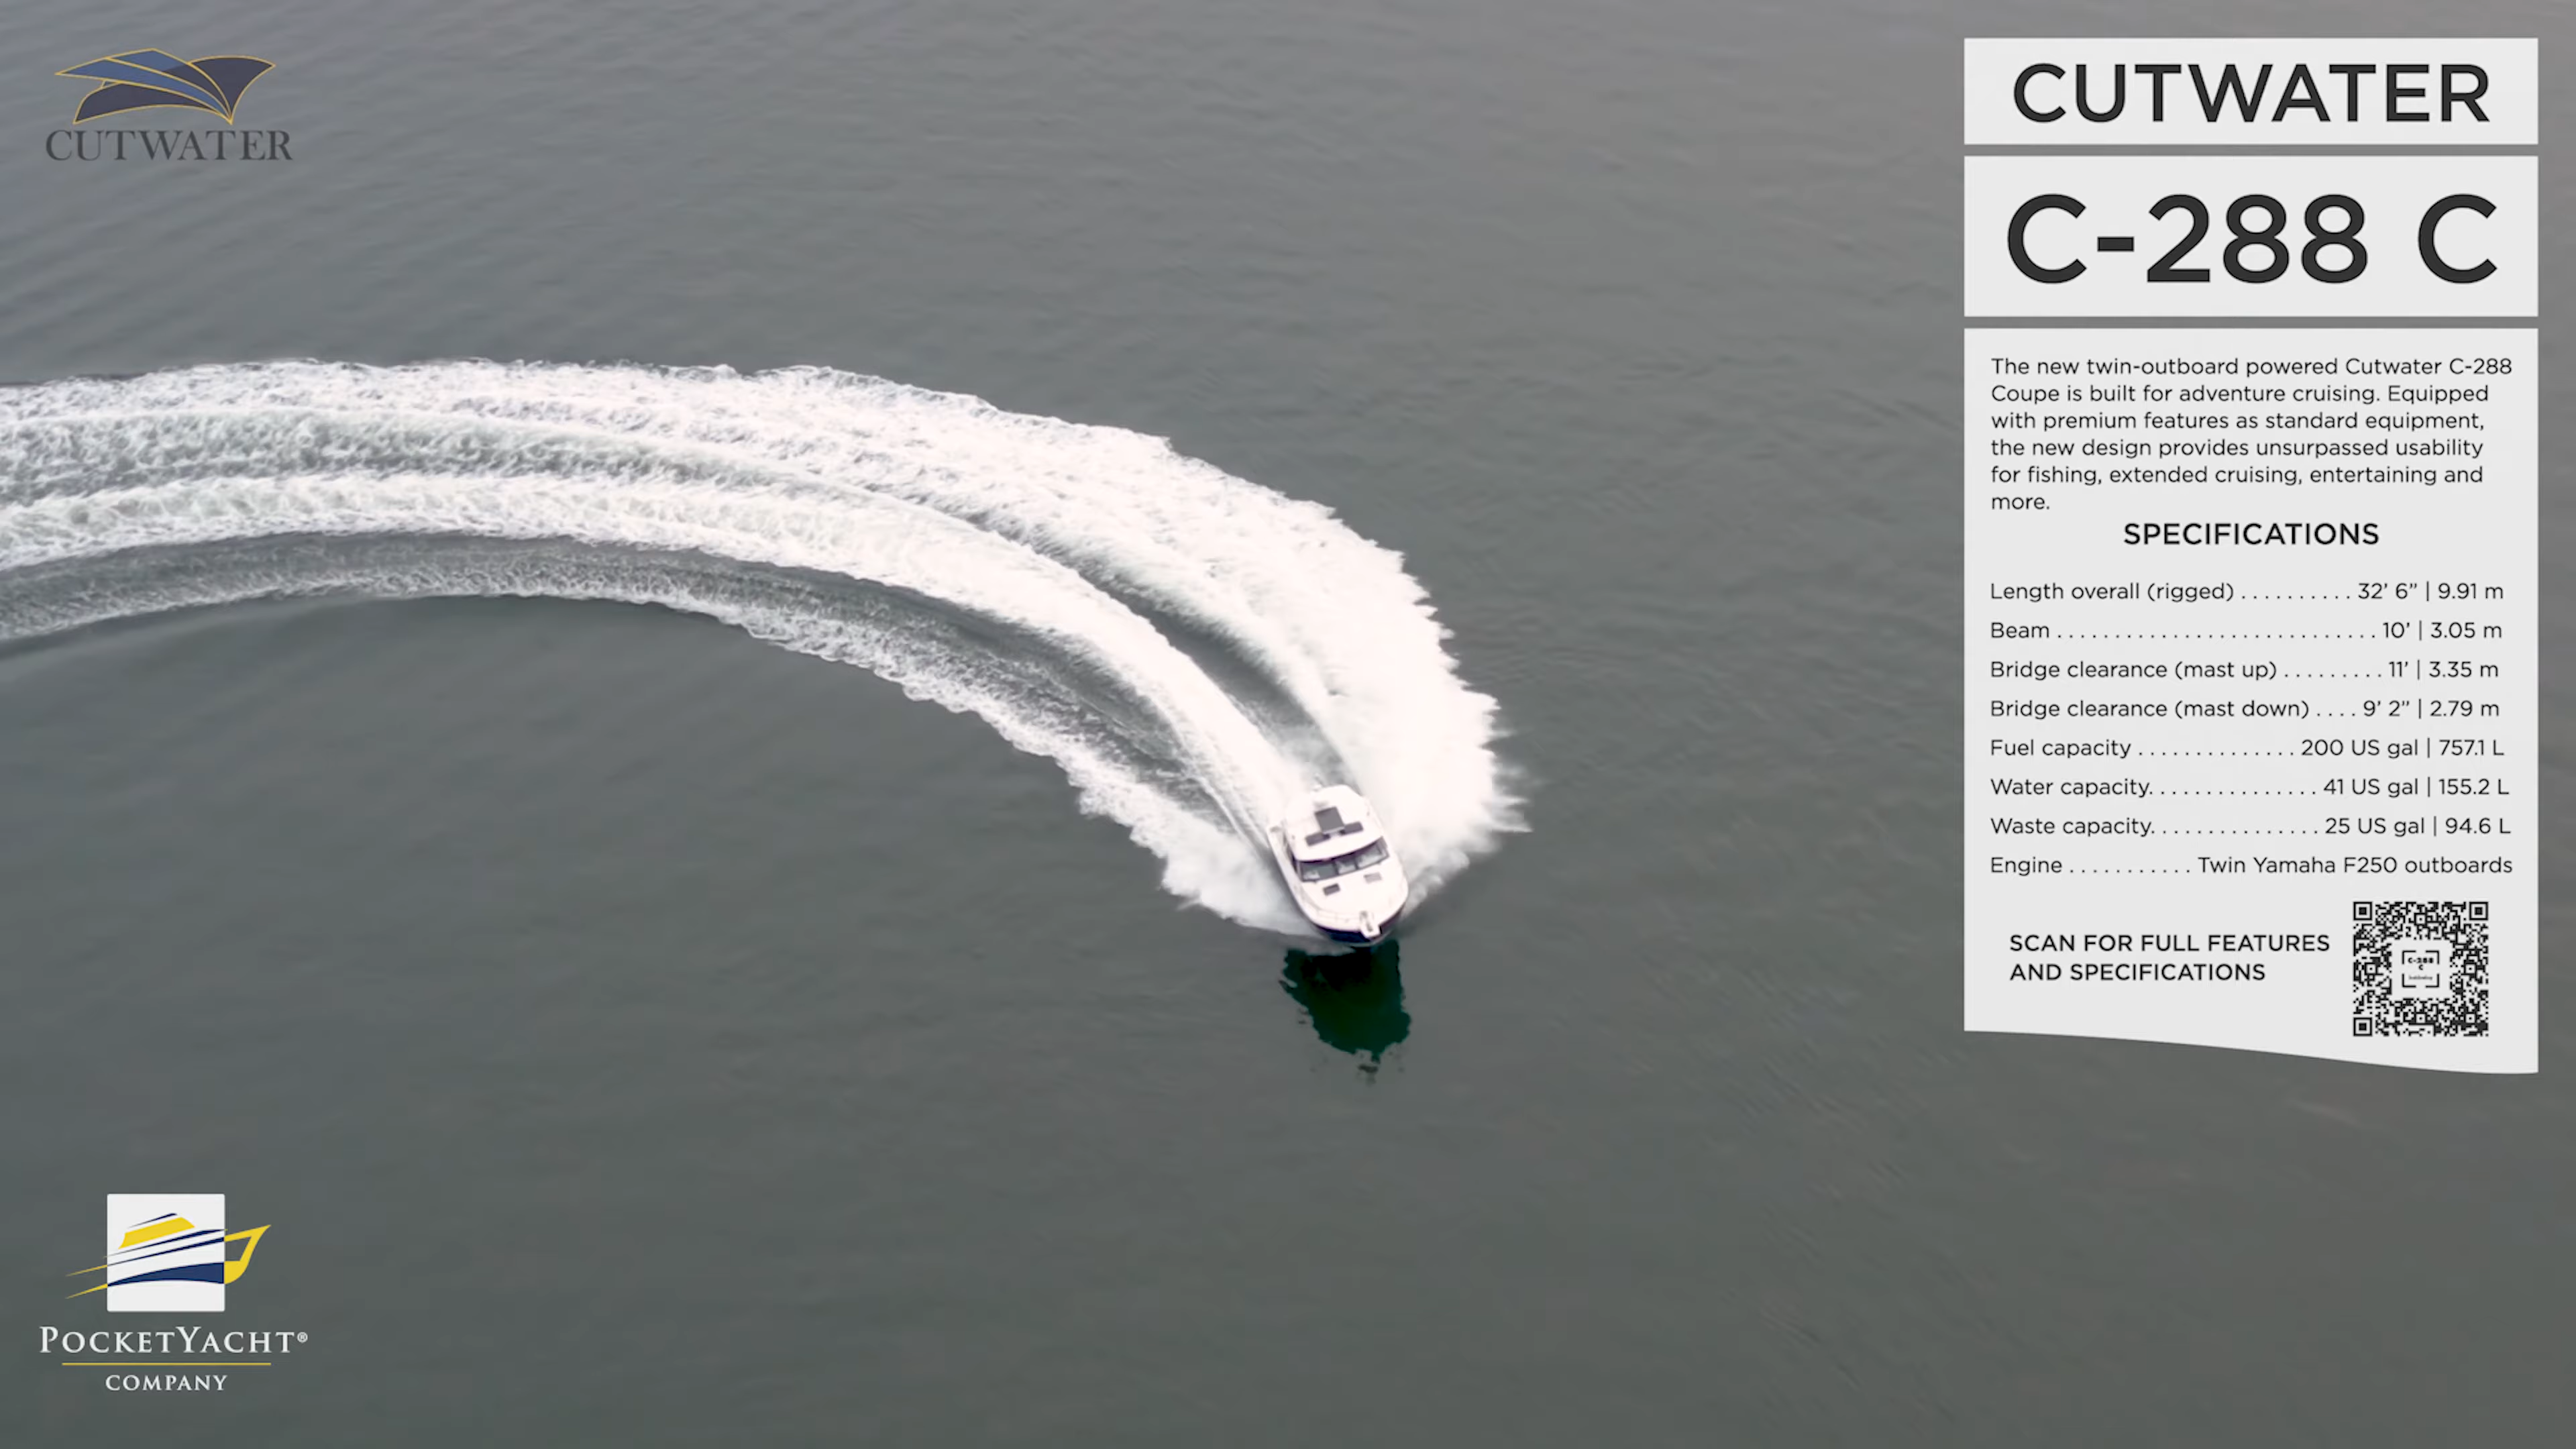 CUTWATER
CUTWATER
C-288 C
The new twin-outboard powered Cutwater C-288
Coupe is built for adventure cruising. Equipped
with premium features as standard equipment,
the new design provides unsurpassed usability
for fishing, extended cruising, entertaining and
more.
SPECIFICATIONS
Length overall (rigged) . . . . . . . . . . 32’ 6” | 9.91 m
Beam . . . . . . . . . . . . . . . . . . . . . . . . . . . . 10’ | 3.05 m
Bridge clearance (mast up) . . . . . . . . . 11’ | 3.35 m
Bridge clearance (mast down) . . . . 9’ 2” | 2.79 m
Fuel capacity . . . . . . . . . . . . . . 200 US gal | 757.1 L
Water capacity. . . . . . . . . . . . . . . 41 US gal | 155.2 L
Waste capacity. . . . . . . . . . . . . . . 25 US gal | 94.6 L
Engine . . . . . . . . . . . Twin Yamaha F250 outboards
SCAN FOR FULL FEATURES
AND SPECIFICATIONS
C-288
C
POCKETYACHT®
COMPANY